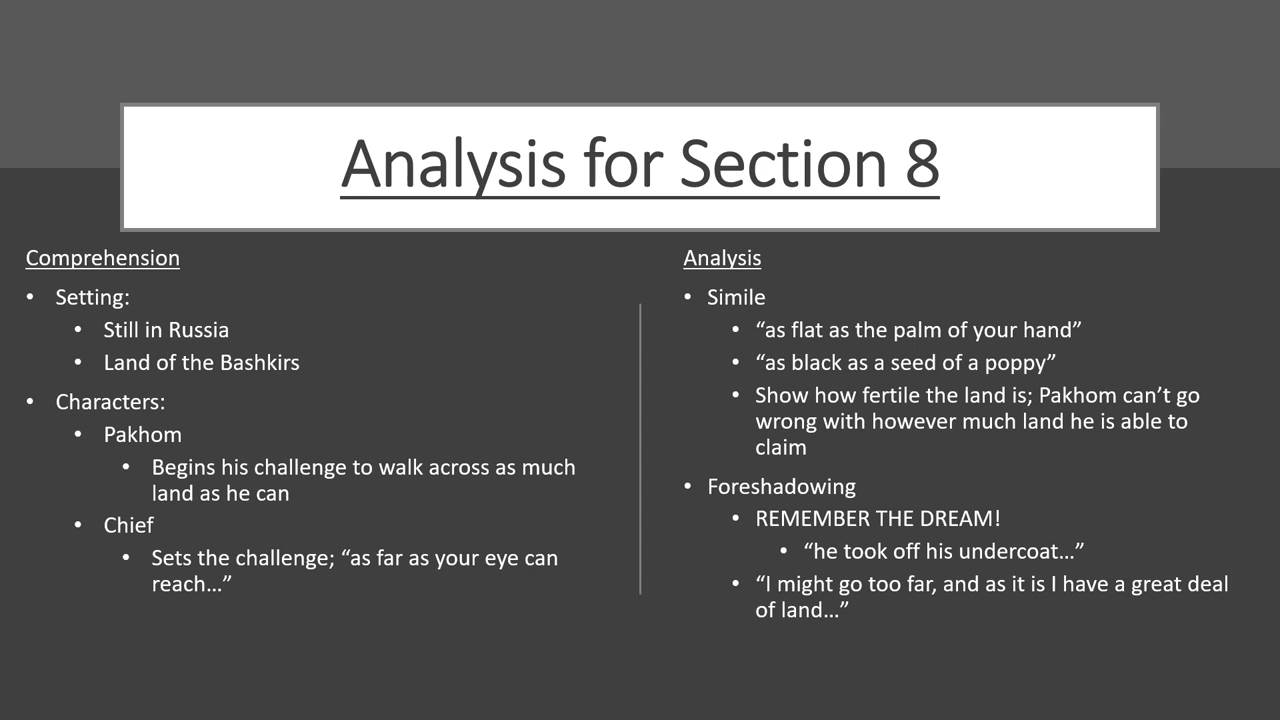 Analysis for Section 8
Comprehension
• Setting:
• Still in Russia
• Land of the Bashkirs
• Characters:
• Pakhom
• Begins his challenge to walk across as much
land as he can
• Chief
• Sets the challenge; “as far as your eye can
reach…”
Analysis
• Simile
• “as flat as the palm of your hand”
• “as black as a seed of a poppy”
• Show how fertile the land is; Pakhom can’t go
wrong with however much land he is able to
claim
• Foreshadowing
• REMEMBER THE DREAM!
• “he took off his undercoat…”
• “I might go too far, and as it is I have a great deal
of land…”